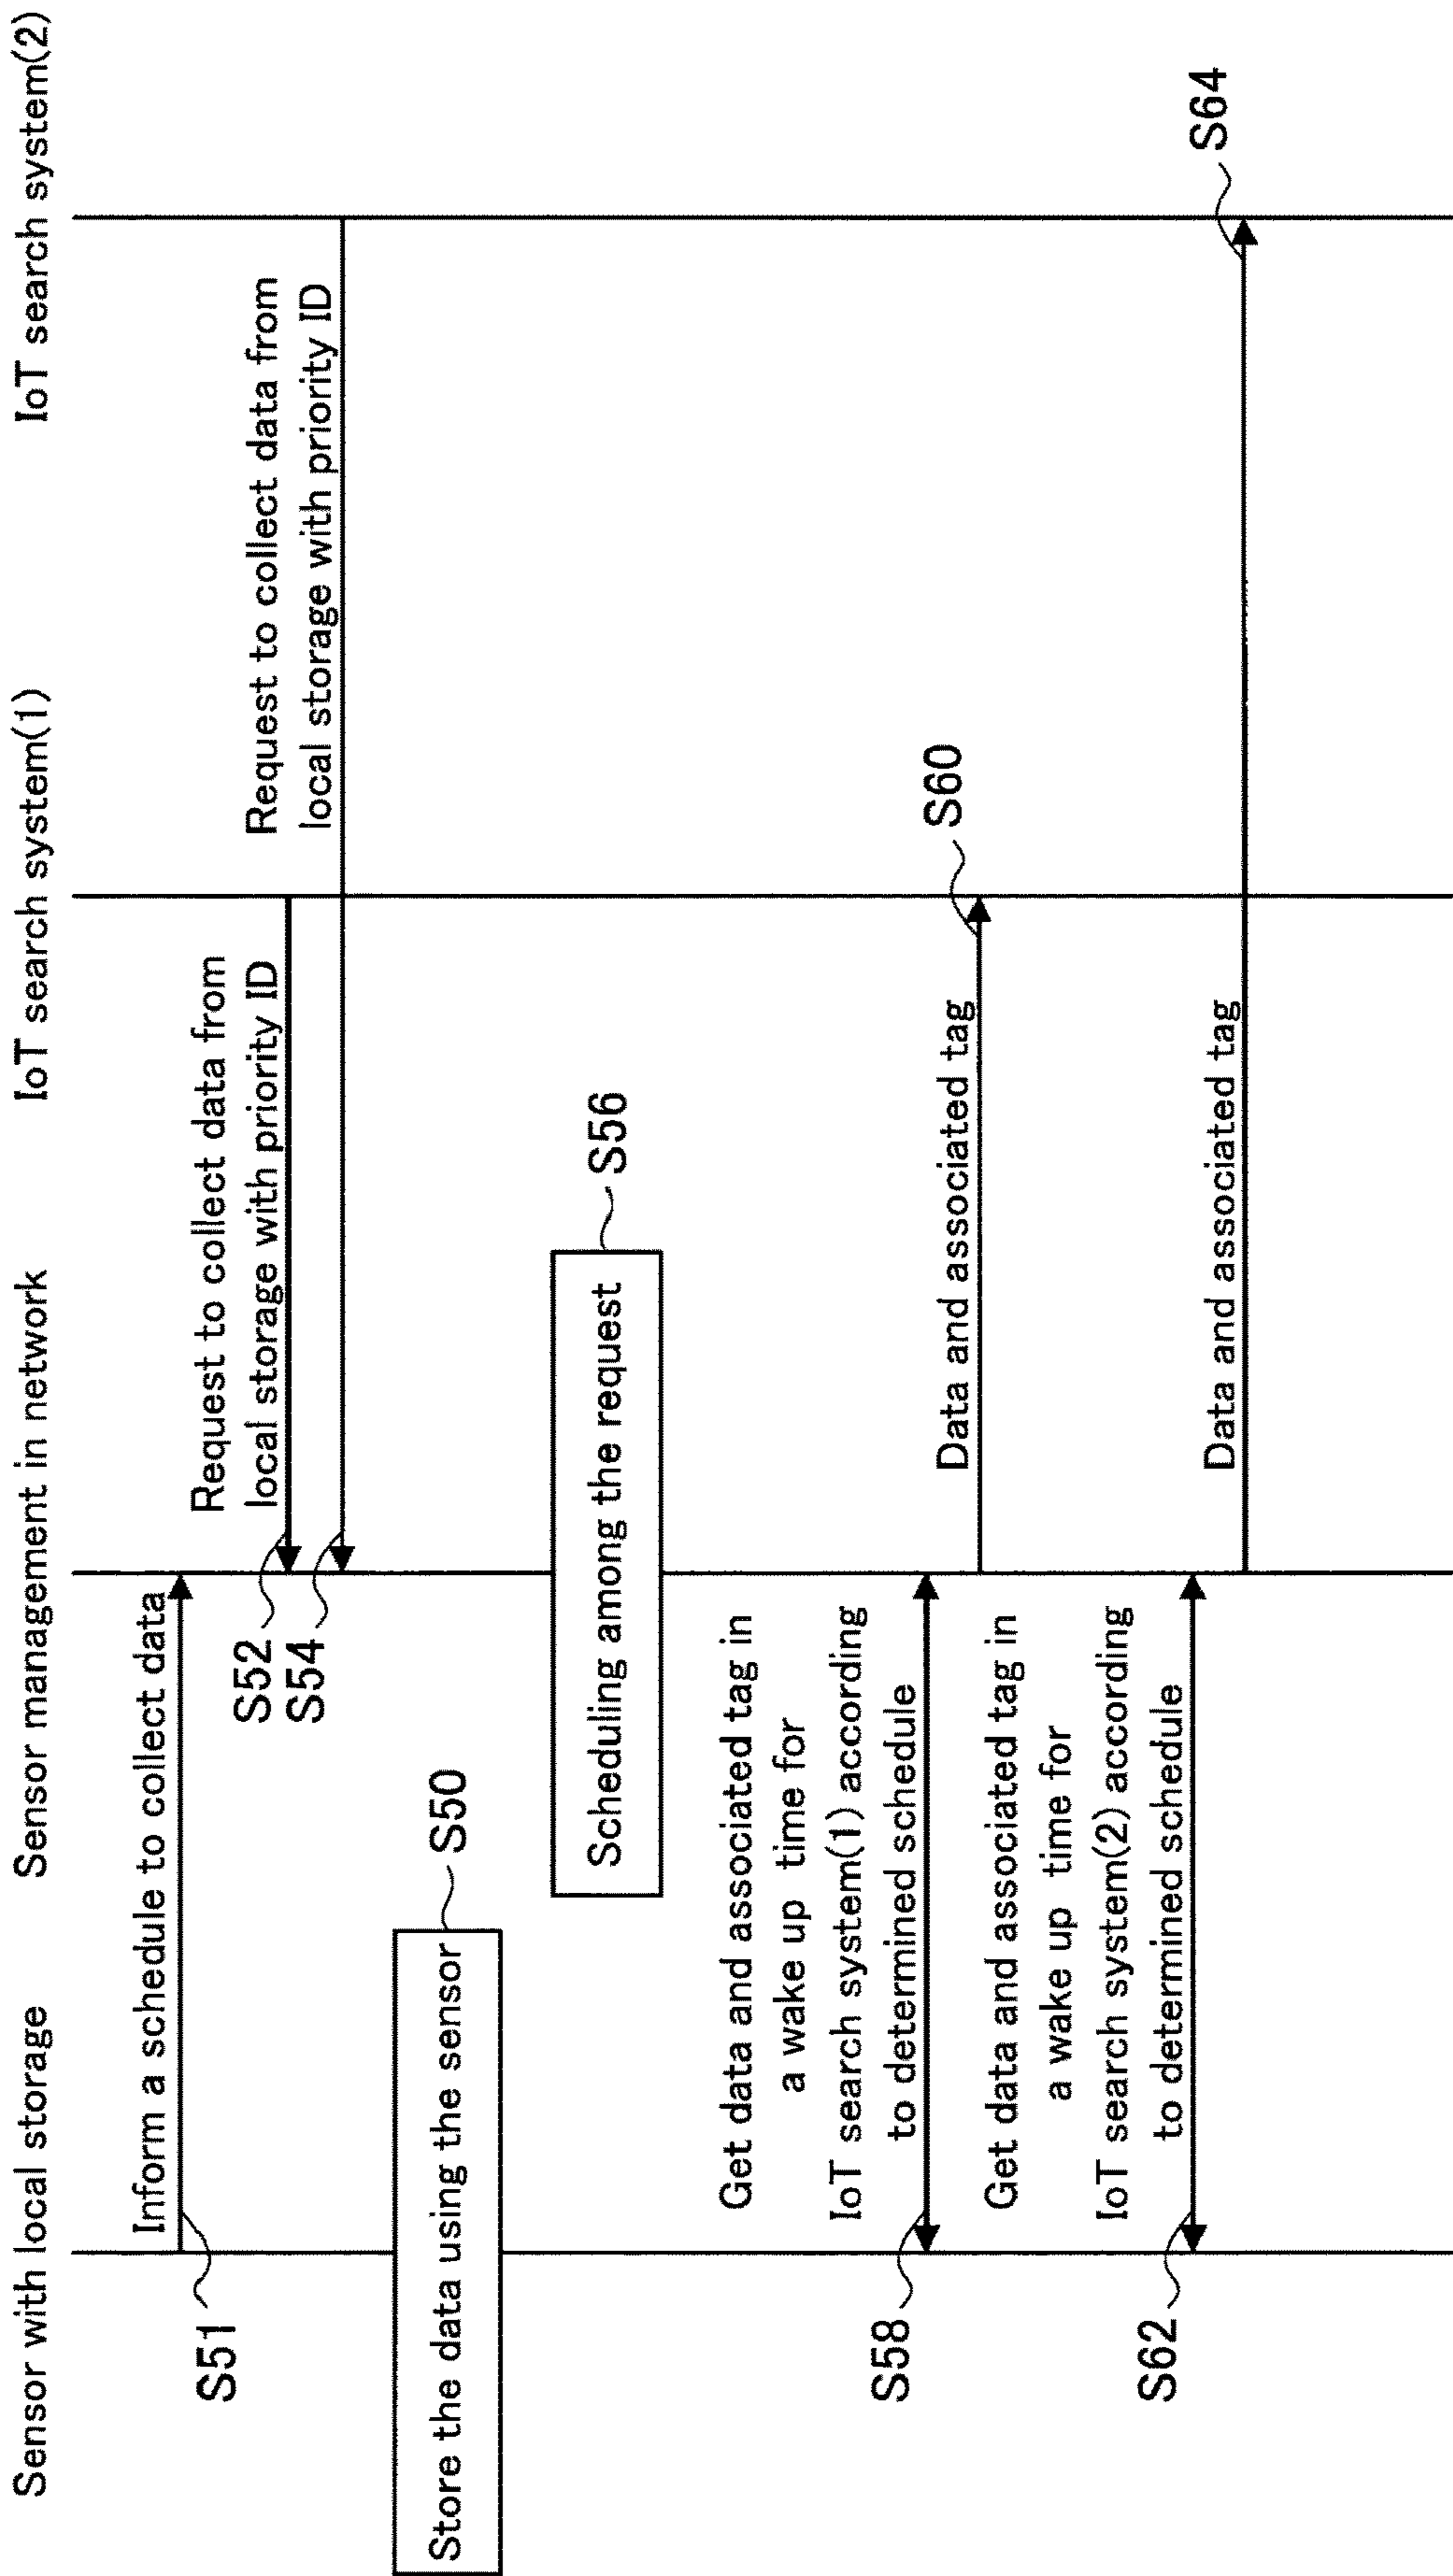 Sensor with local storage
Sensor management in network
IoT search system(1)
IoT search system(2)
Inform a schedule to collect data
S51
Request to collect data from
local storage with priority ID
S52
Request to collect data from
local storage with priority ID
S54
Store the data using the sensor
S50
Scheduling among the request
S56
Get data and associated tag in
a wake up time for
IoT search system(1) according
to determined schedule
S58
Data and associated tag
S60
Get data and associated tag in
a wake up time for
IoT search system(2) according
to determined schedule
S62
Data and associated tag
S64